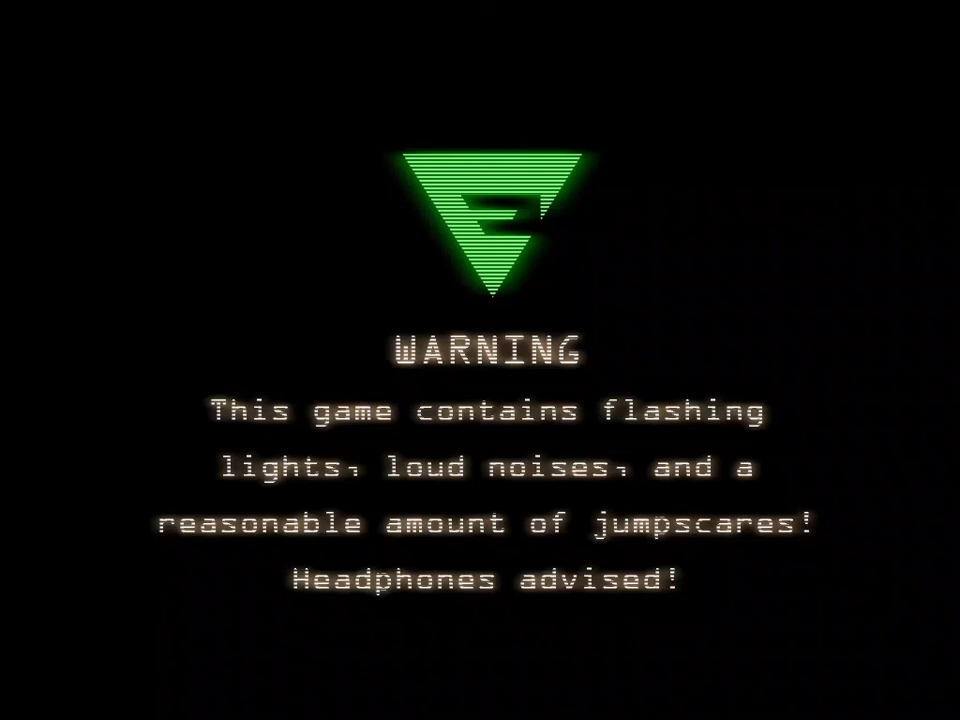 WARNING
This game contains flashing
lights, loud noises, and a
reasonable amount of jumpscares!
Headphones advised!